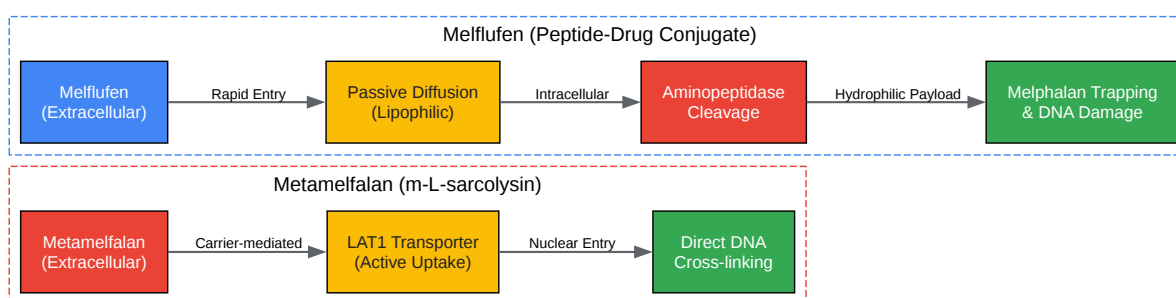 Melflufen (Peptide-Drug Conjugate)
Melflufen
(Extracellular)
Rapid Entry
Passive Diffusion
(Lipophilic)
Intracellular
Aminopeptidase
Cleavage
Hydrophilic Payload
Melphalan Trapping
& DNA Damage
Metamelfalan (m-L-sarcolysin)
Metamelfalan
(Extracellular)
Carrier-mediated
LAT1 Transporter
(Active Uptake)
Nuclear Entry
Direct DNA
Cross-linking